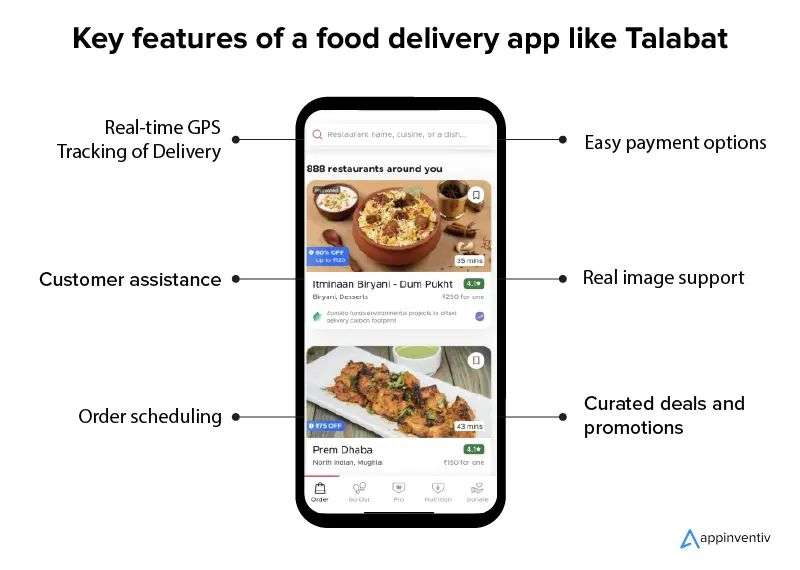 Key features of a food delivery app like Talabat
Real-time GPS
Tracking of Delivery
Customer assistance
Order scheduling
Restaurant name, cuisine, or a dish...
888 restaurants around you
Promoted
60% OFF
35 mins
Itminaan Biryani - Dum Pukht
4.1★
Biryani, Desserts
₹250 for one
Zomato funds environmental projects to offset
delivery carbon footprint
₹75 OFF
43 mins
Prem Dhaba
4.1★
North Indian, Mughlai
₹150 for one
Order
Go Out
Pro
Nutrition
Donate
Easy payment options
Real image support
Curated deals and
promotions
appinventiv